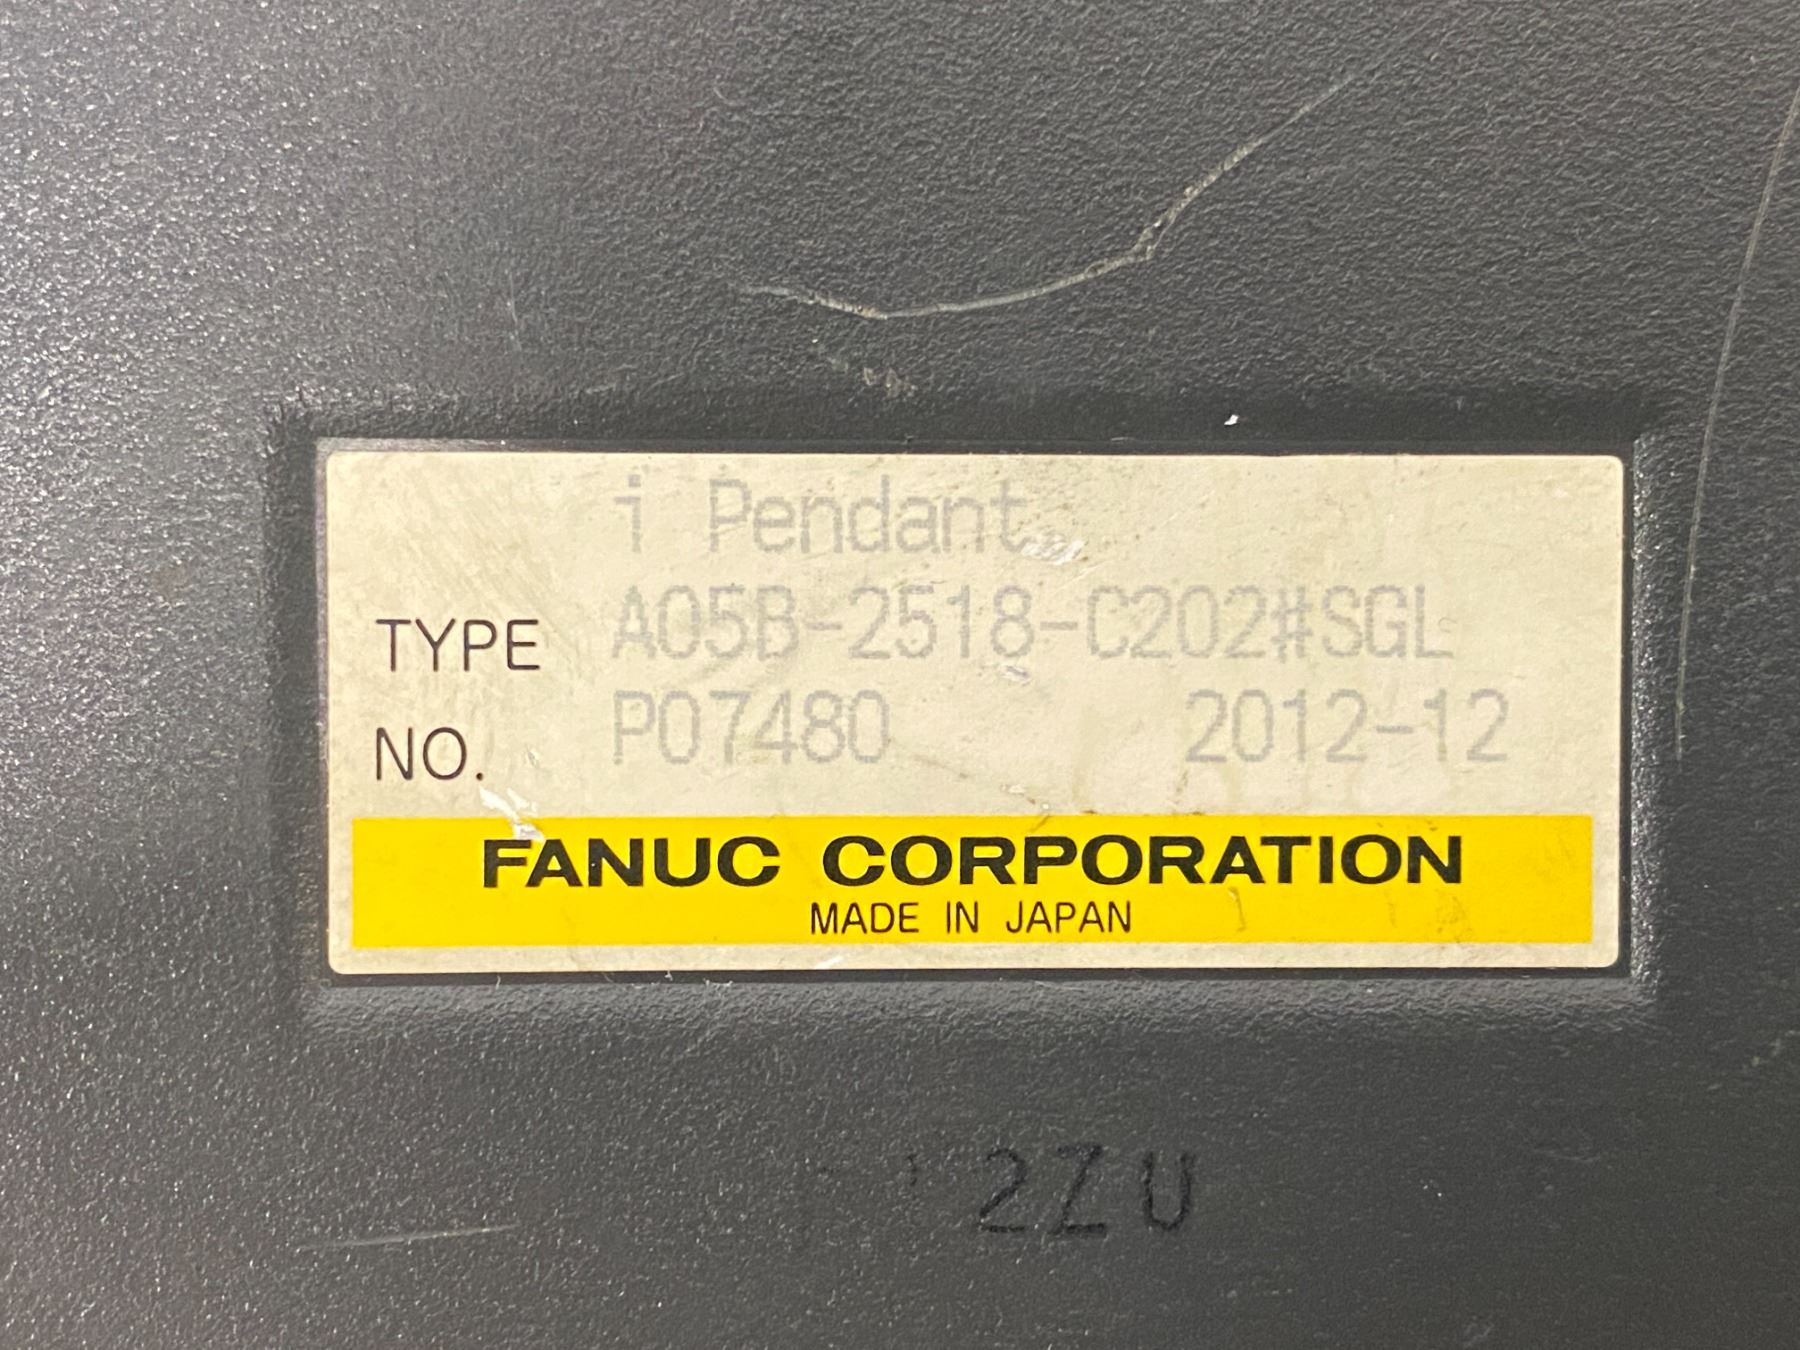 i Pendant
TYPE A05B-2518-C202#SGL
NO. P07480 2012-12
FANUC CORPORATION
MADE IN JAPAN
2ZU